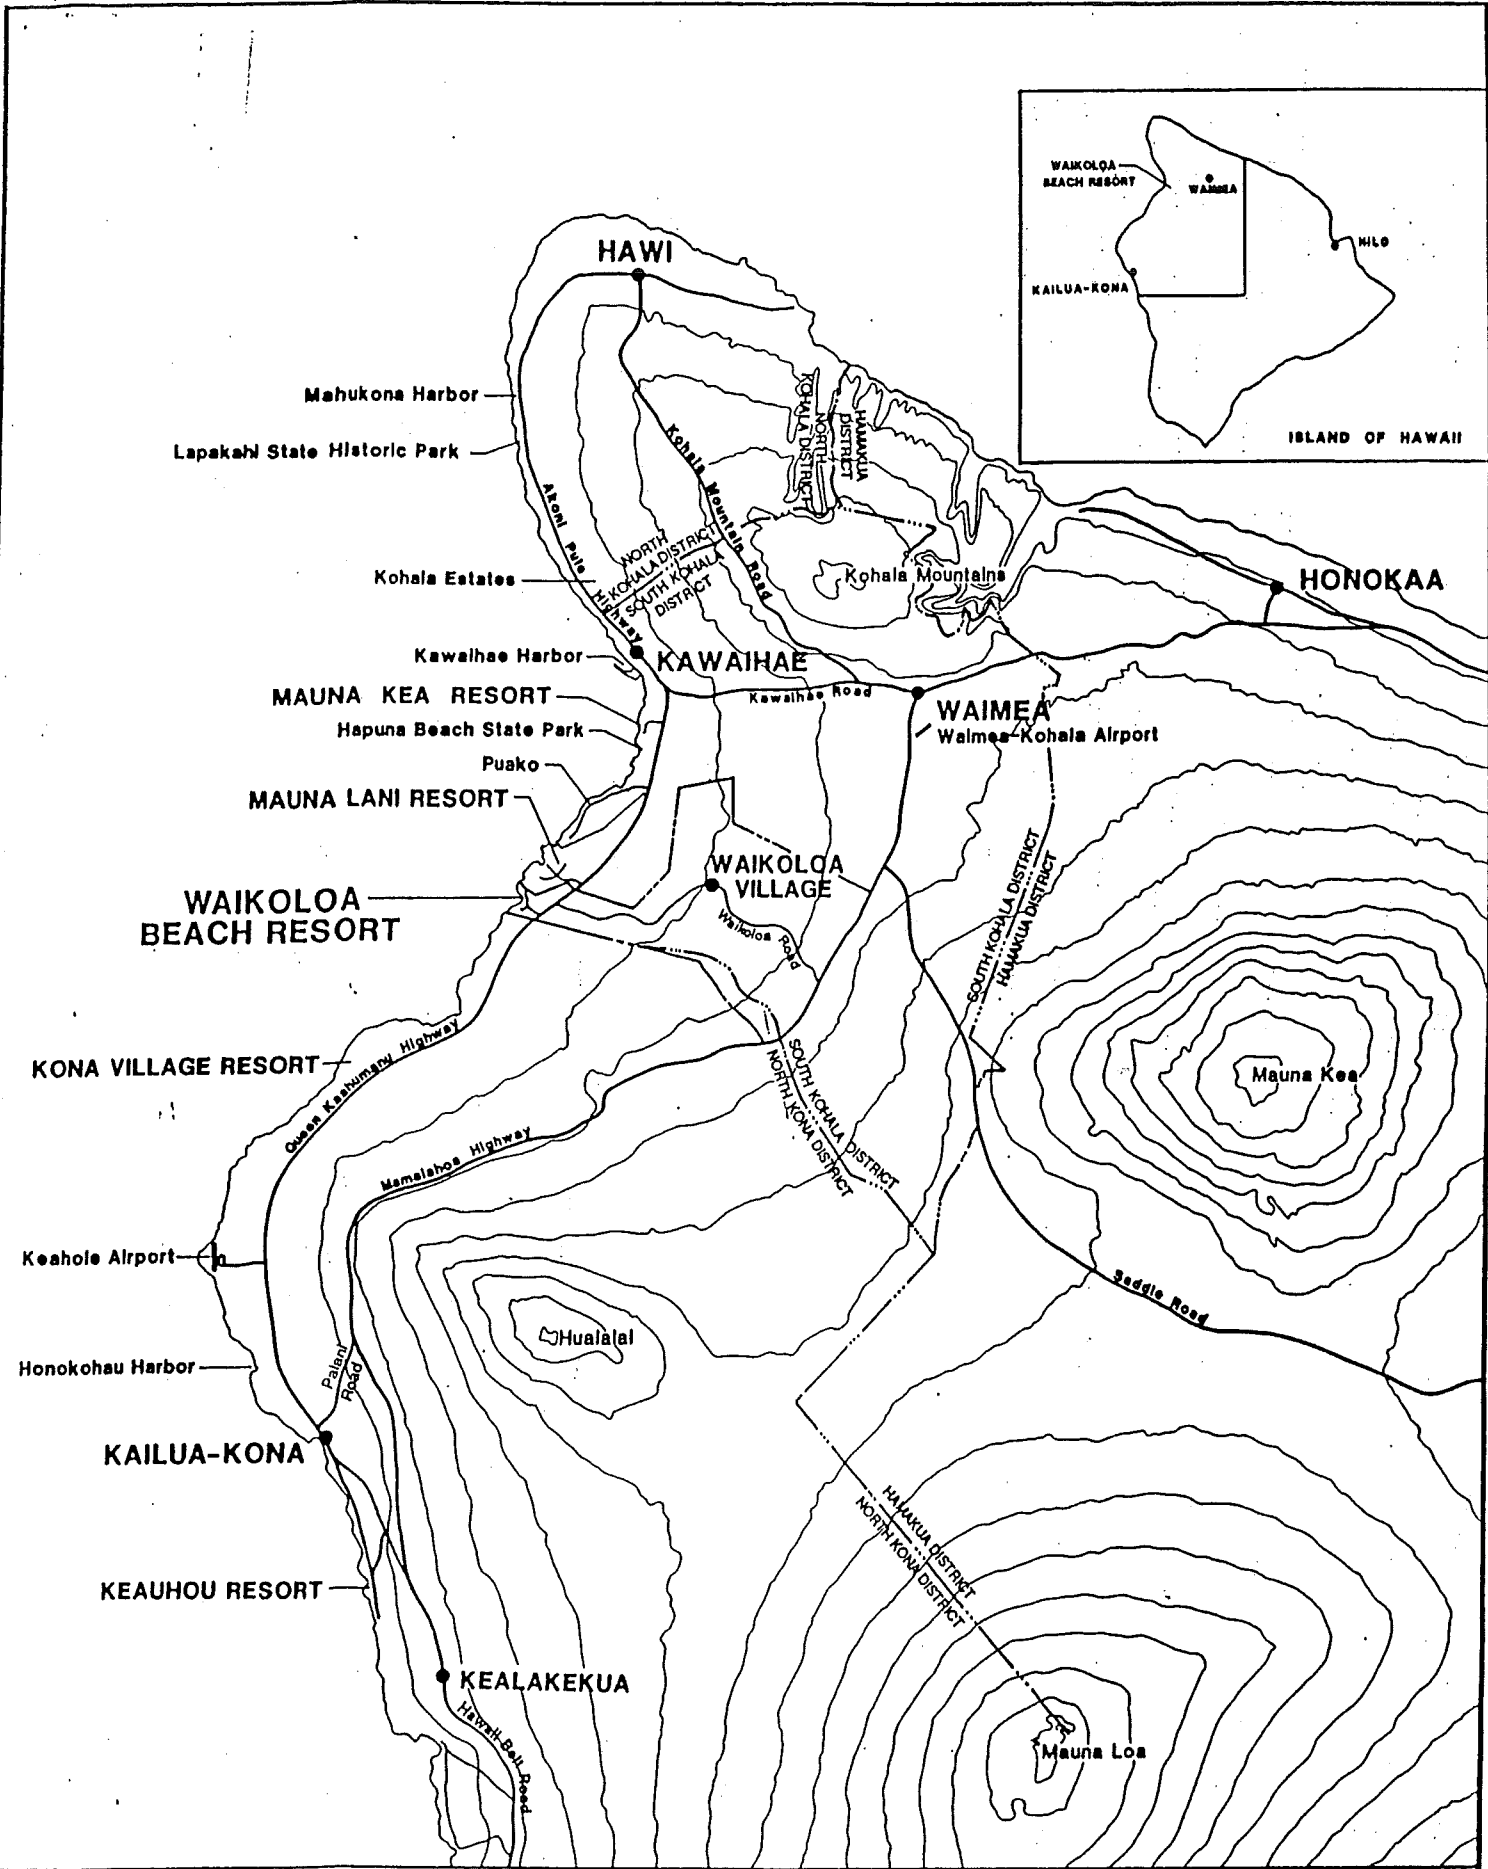 WAIKOLOA
BEACH RESORT
WAIMEA
HILO
KAILUA-KONA
ISLAND OF HAWAII
HAWI
Mahukona Harbor
Lapakahi State Historic Park
Akoni Pule Highway
Kohala Mountain Road
NORTH
KOHALA DISTRICT
HAMAKUA
DISTRICT
NORTH
KOHALA DISTRICT
SOUTH KOHALA
DISTRICT
Kohala Estates
Kohala Mountains
HONOKAA
Kawaihae Harbor
KAWAIHAE
MAUNA KEA RESORT
Kawaihae Road
WAIMEA
Waimea-Kohala Airport
Hapuna Beach State Park
Puako
MAUNA LANI RESORT
WAIKOLOA
VILLAGE
WAIKOLOA
BEACH RESORT
Waikoloa Road
SOUTH KOHALA DISTRICT
HAMAKUA DISTRICT
KONA VILLAGE RESORT
Queen Kaahumanu Highway
Mauna Kea
SOUTH KOHALA DISTRICT
NORTH KONA DISTRICT
Mamalahoa Highway
Keahole Airport
Saddle Road
Hualalai
Honokohau Harbor
Palani
Road
KAILUA-KONA
HAMAKUA DISTRICT
NORTH KONA DISTRICT
KEAUHOU RESORT
KEALAKEKUA
Hawaii Belt Road
Mauna Loa